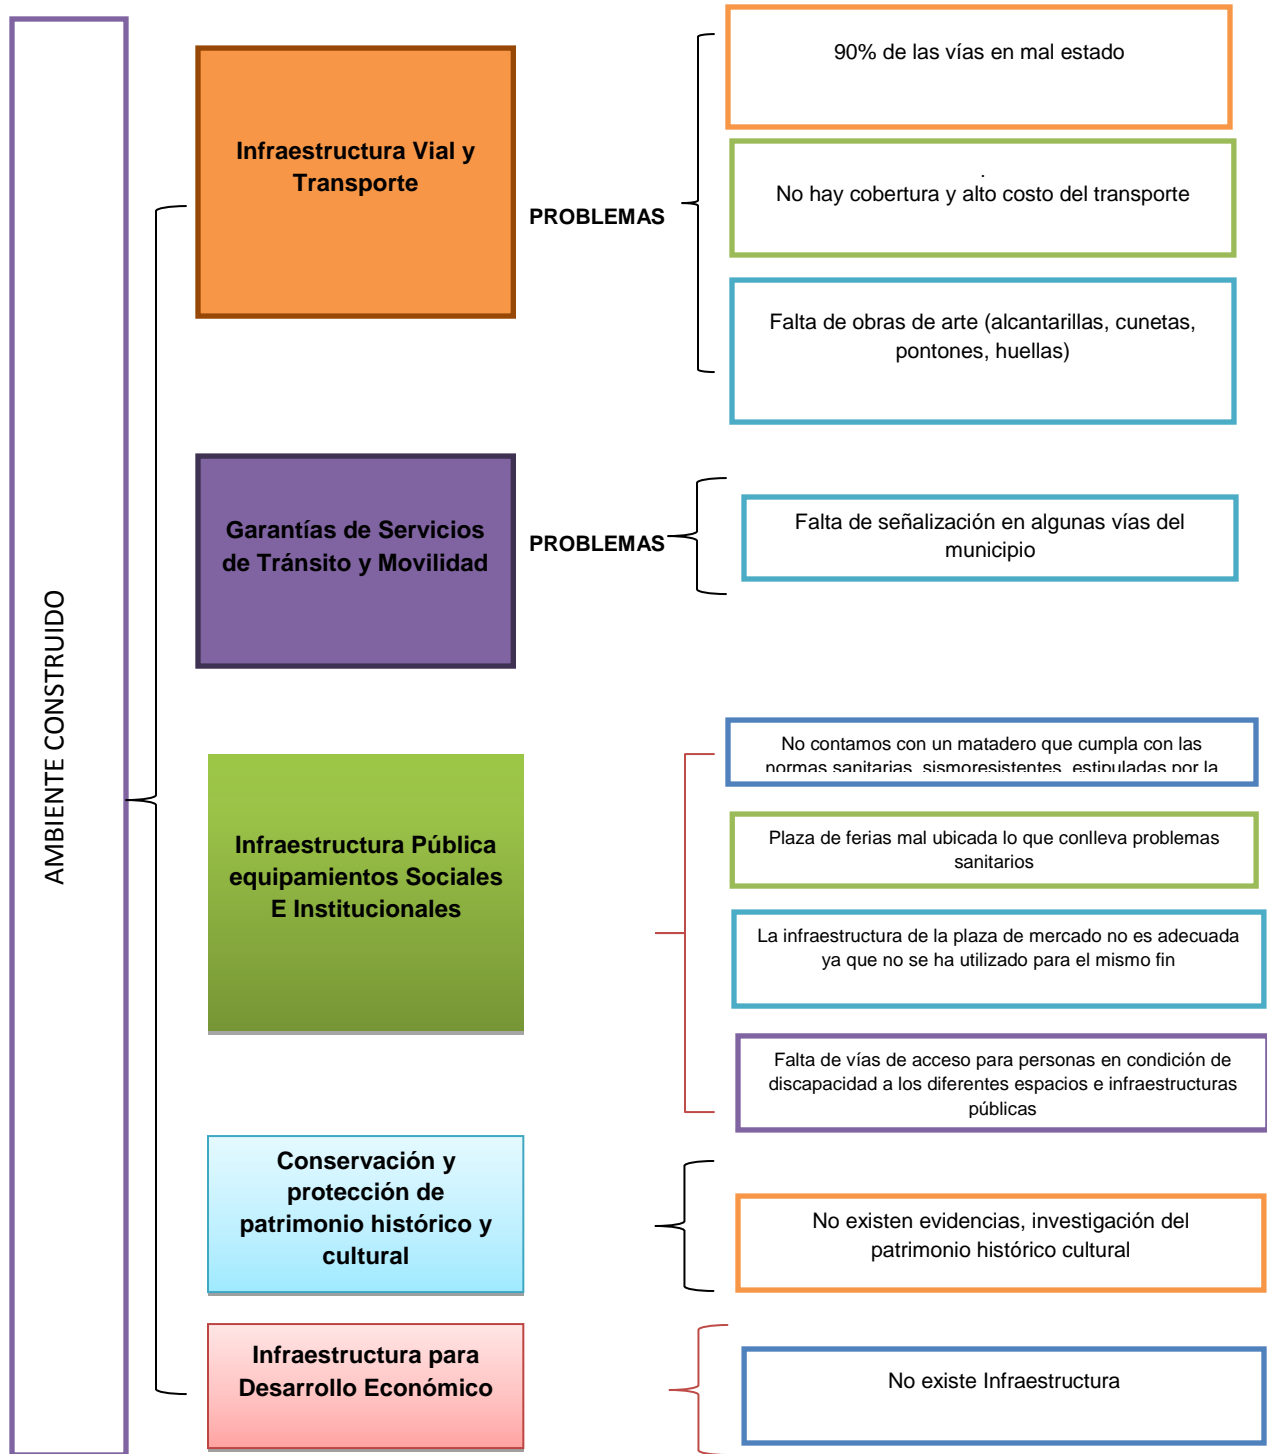 AMBIENTE CONSTRUIDO
Infraestructura Vial y
Transporte
PROBLEMAS
90% de las vías en mal estado
.
No hay cobertura y alto costo del transporte
Falta de obras de arte (alcantarillas, cunetas,
pontones, huellas)
Garantías de Servicios
de Tránsito y Movilidad
PROBLEMAS
Falta de señalización en algunas vías del
municipio
Infraestructura Pública
equipamientos Sociales
E Institucionales
No contamos con un matadero que cumpla con las
normas sanitarias, sismoresistentes, estipuladas por la
Plaza de ferias mal ubicada lo que conlleva problemas
sanitarios
La infraestructura de la plaza de mercado no es adecuada
ya que no se ha utilizado para el mismo fin
Falta de vías de acceso para personas en condición de
discapacidad a los diferentes espacios e infraestructuras
públicas
Conservación y
protección de
patrimonio histórico y
cultural
No existen evidencias, investigación del
patrimonio histórico cultural
Infraestructura para
Desarrollo Económico
No existe Infraestructura